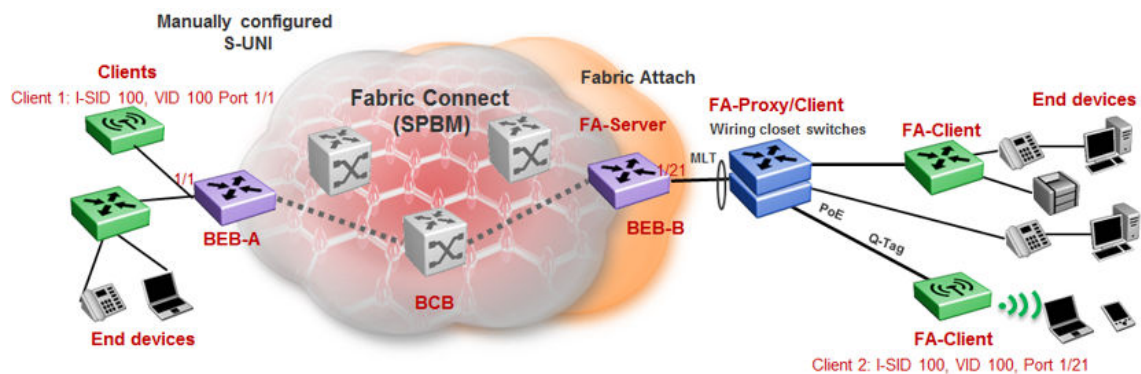 Manually configured
S-UNI
Clients
Client 1: I-SID 100, VID 100 Port 1/1
1/1
BEB-A
End devices
Fabric Connect
(SPBM)
BCB
Fabric Attach
FA-Server
1/21
BEB-B
MLT
FA-Proxy/Client
Wiring closet switches
PoE
Q-Tag
FA-Client
End devices
FA-Client
Client 2: I-SID 100, VID 100, Port 1/21